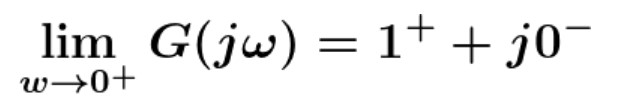 lim G(jω) = 1⁺ + j0⁻
w→0+